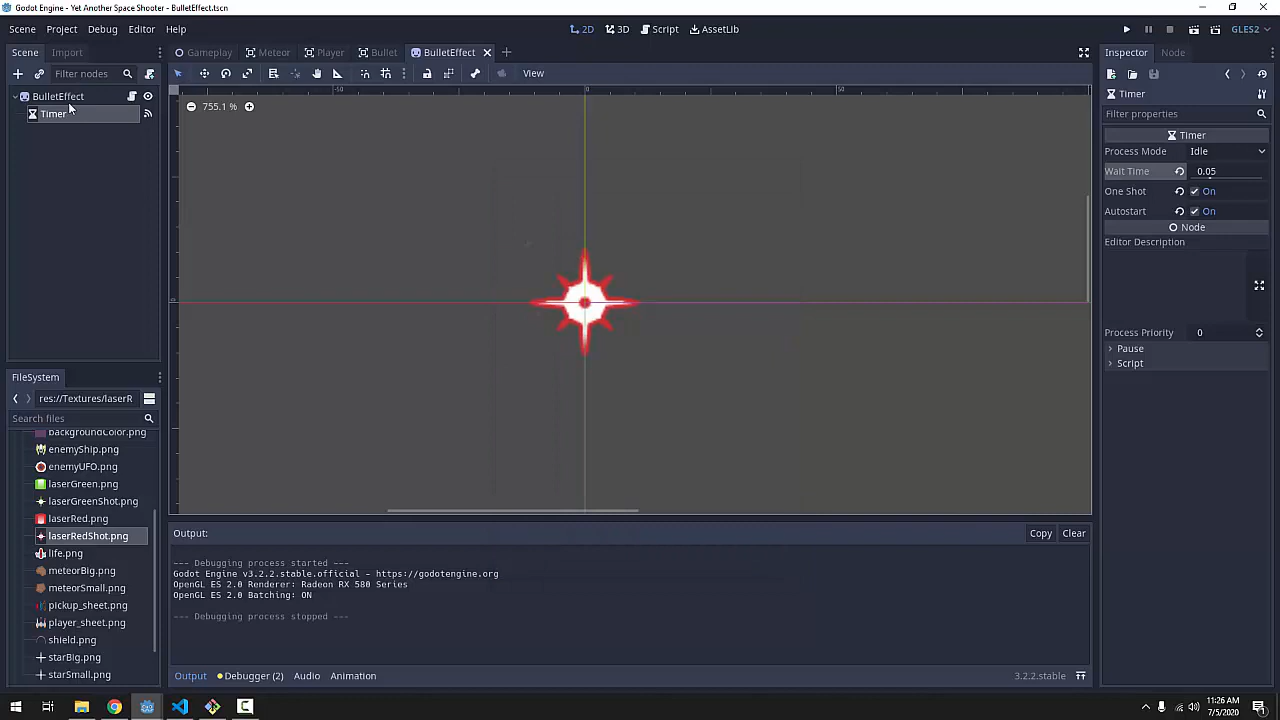 Godot Engine - Yet Another Space Shooter - BulletEffect.tscn
Scene Project Debug Editor Help
2D 3D Script AssetLib
GLES2
Scene Import
Gameplay Meteor Player Bullet BulletEffect
Inspector Node
Filter nodes
View
BulletEffect
Timer
755.1 %
-50 0 50
0
Timer
Filter properties
Timer
Process Mode Idle
Wait Time 0.05
One Shot On
Autostart On
Node
Editor Description
Process Priority 0
Pause
Script
FileSystem
res://Textures/laserR
Search files
backgroundColor.png
enemyShip.png
enemyUFO.png
laserGreen.png
laserGreenShot.png
laserRed.png
laserRedShot.png
life.png
meteorBig.png
meteorSmall.png
pickup_sheet.png
player_sheet.png
shield.png
starBig.png
starSmall.png
Output: Copy Clear
--- Debugging process started ---
Godot Engine v3.2.2.stable.official - https://godotengine.org
OpenGL ES 2.0 Renderer: Radeon RX 580 Series
OpenGL ES 2.0 Batching: ON
--- Debugging process stopped ---
Output Debugger (2) Audio Animation 3.2.2.stable
11:26 AM
7/5/2020